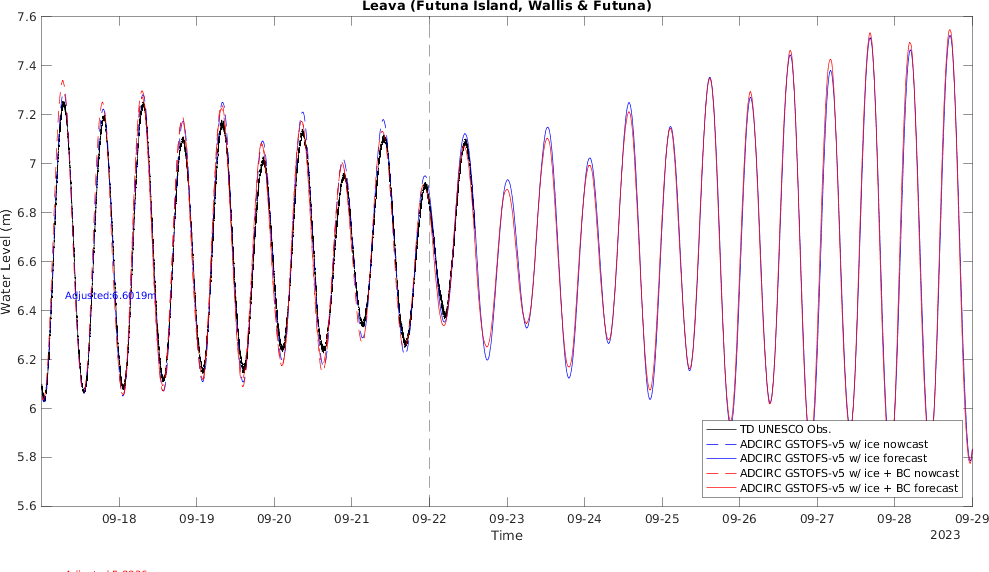 Leava (Futuna Island, Wallis & Futuna)
7.6
7.4
7.2
7
6.8
6.6
6.4
6.2
6
5.8
5.6
Water Level (m)
Adjusted:6.6019m
TD UNESCO Obs.
ADCIRC GSTOFS-v5 w/ ice nowcast
ADCIRC GSTOFS-v5 w/ ice forecast
ADCIRC GSTOFS-v5 w/ ice + BC nowcast
ADCIRC GSTOFS-v5 w/ ice + BC forecast
09-18 09-19 09-20 09-21 09-22 09-23 09-24 09-25 09-26 09-27 09-28 09-29
Time
2023